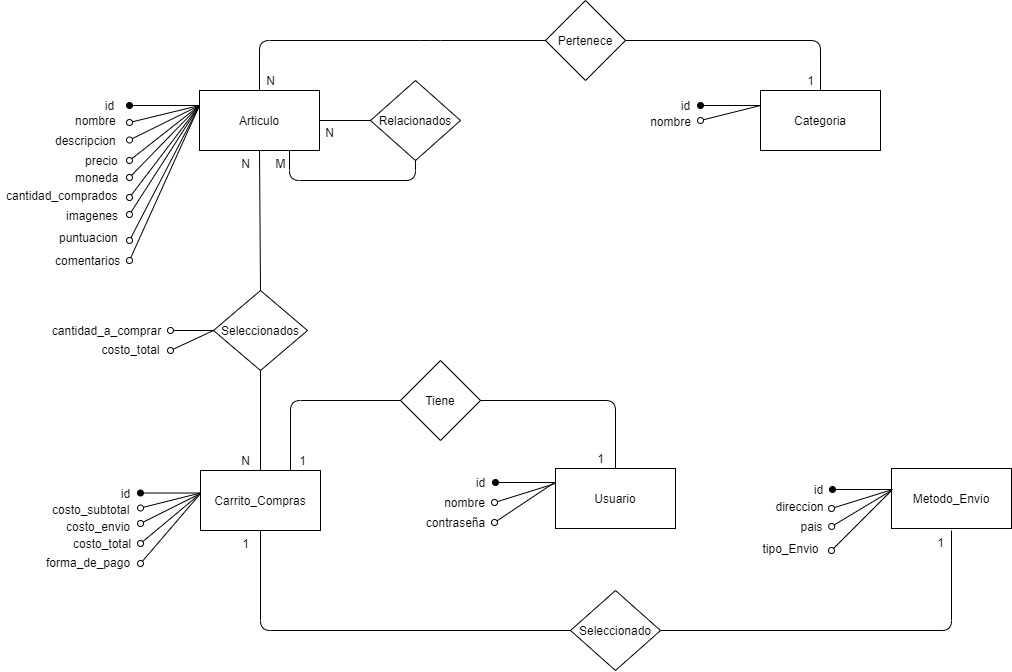 Pertenece
N
1
id
nombre
descripcion
precio
moneda
cantidad_comprados
imagenes
puntuacion
comentarios
Articulo
N
Relacionados
N
M
id
nombre
Categoria
cantidad_a_comprar
costo_total
Seleccionados
Tiene
N
1
1
id
costo_subtotal
costo_envio
costo_total
forma_de_pago
Carrito_Compras
1
id
nombre
contraseña
Usuario
id
direccion
pais
tipo_Envio
Metodo_Envio
1
Seleccionado